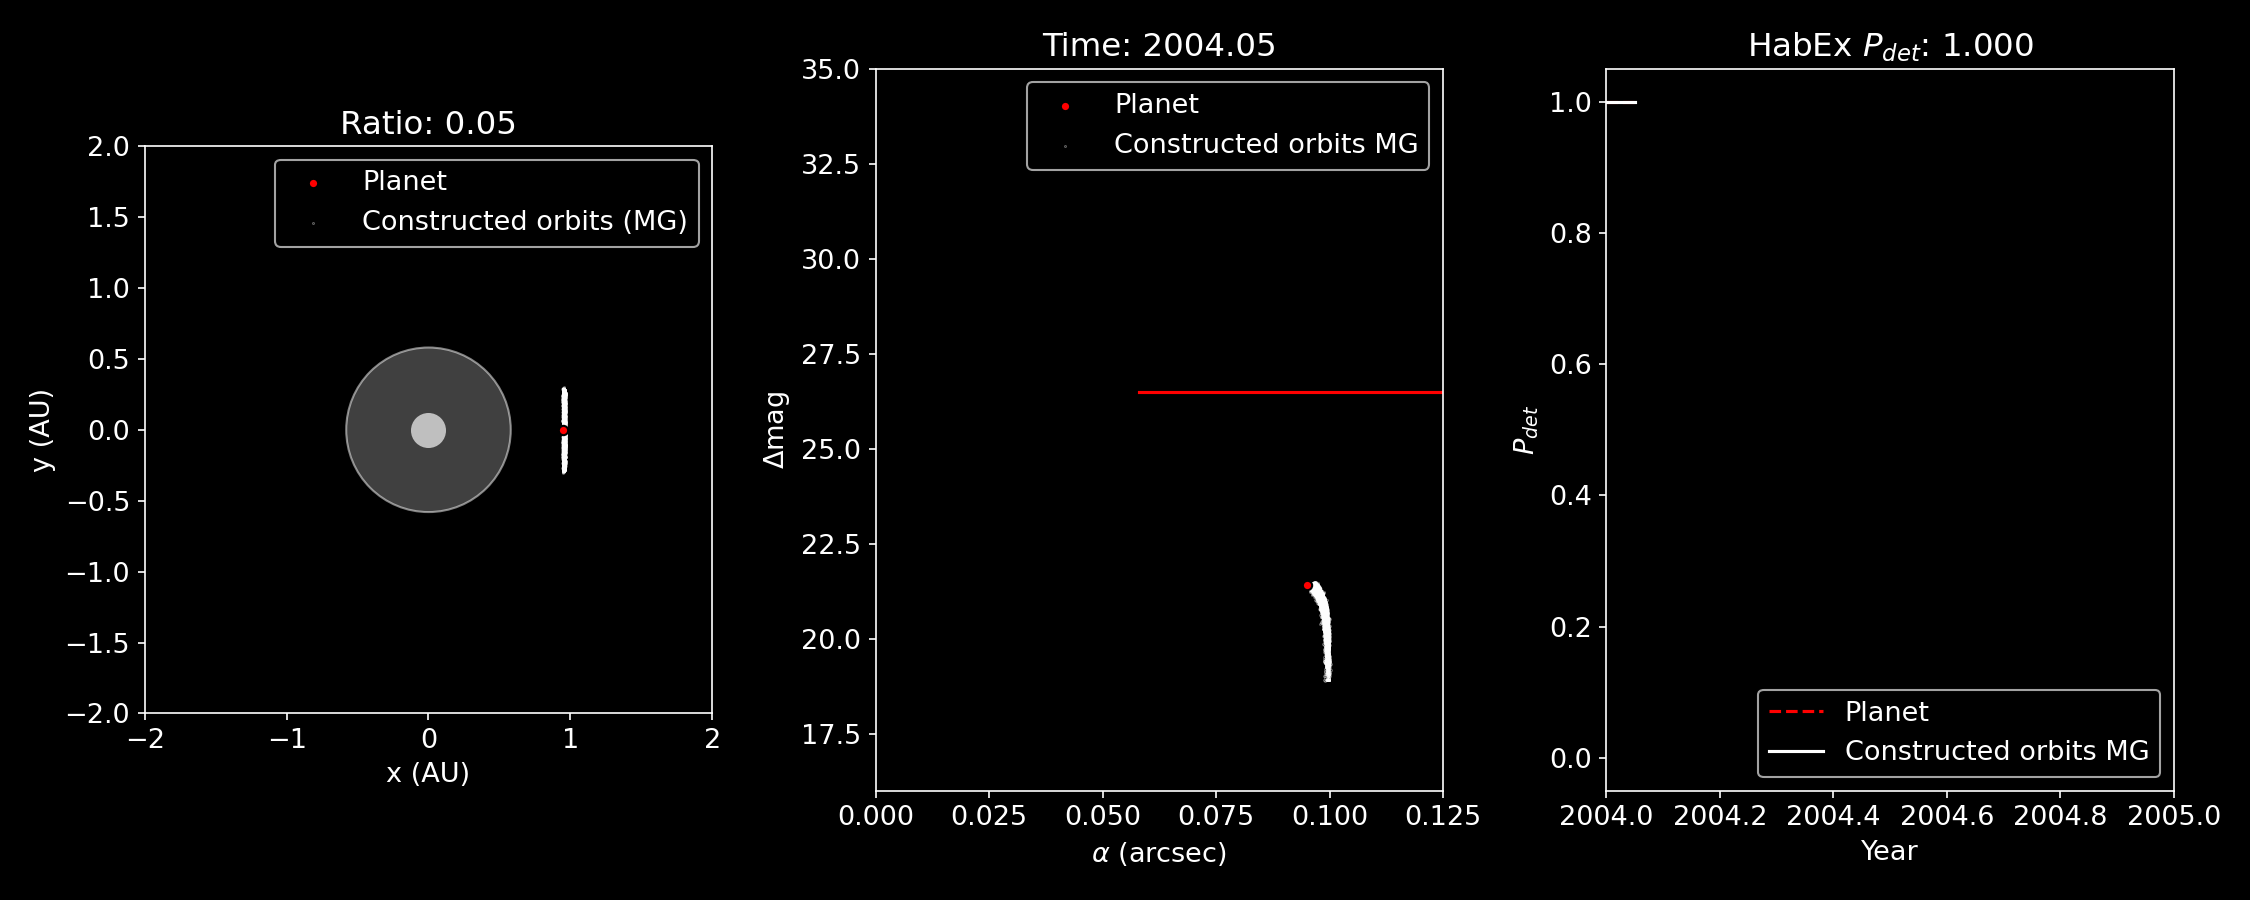 Ratio: 0.05
2.0
1.5
1.0
0.5
0.0
−0.5
−1.0
−1.5
−2.0
y (AU)
Planet
Constructed orbits (MG)
−2
−1
0
1
2
x (AU)
Time: 2004.05
35.0
32.5
30.0
27.5
25.0
22.5
20.0
17.5
Δmag
Planet
Constructed orbits MG
0.000
0.025
0.050
0.075
0.100
0.125
α (arcsec)
HabEx P_det: 1.000
1.0
0.8
0.6
0.4
0.2
0.0
P_det
Planet
Constructed orbits MG
2004.0
2004.2
2004.4
2004.6
2004.8
2005.0
Year